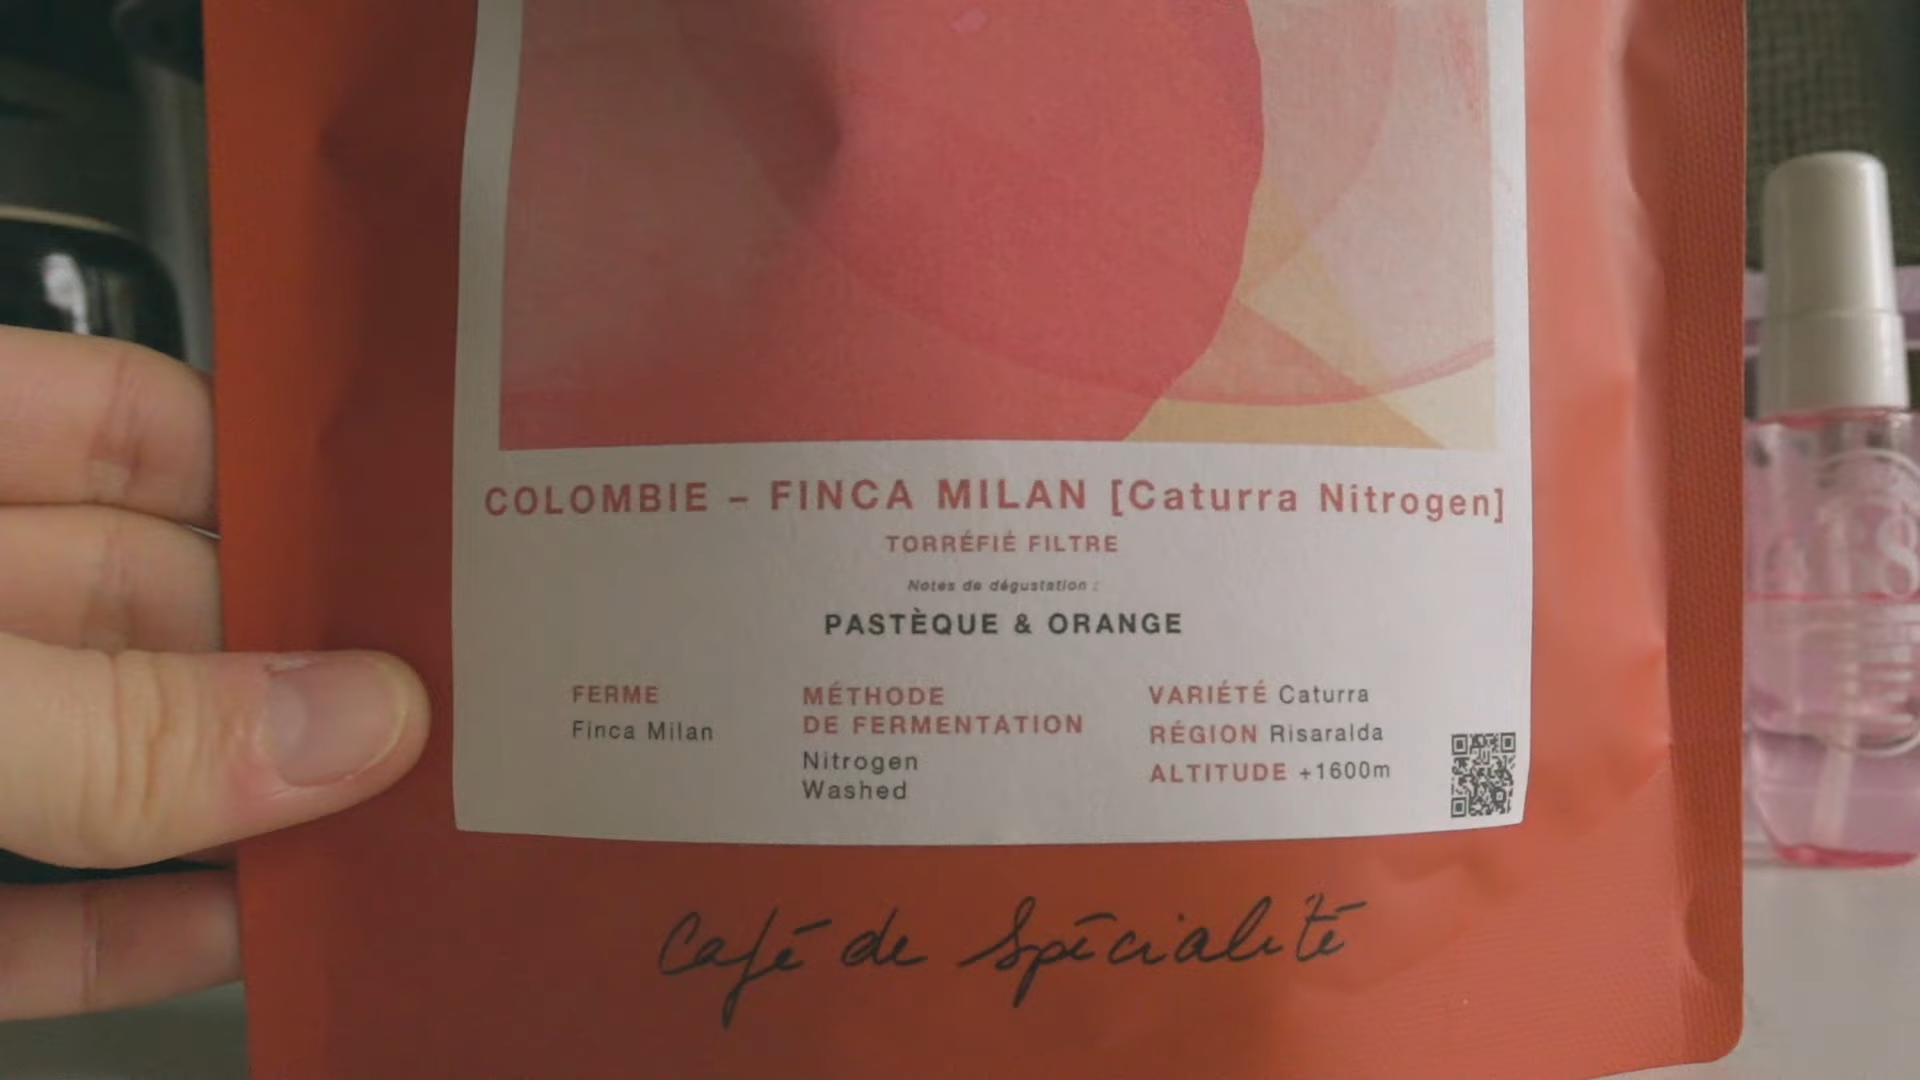 COLOMBIE – FINCA MILAN [Caturra Nitrogen]
TORRÉFIÉ FILTRE
Notes de dégustation :
PASTÈQUE & ORANGE
FERME
Finca Milan
MÉTHODE
DE FERMENTATION
Nitrogen
Washed
VARIÉTÉ Caturra
RÉGION Risaralda
ALTITUDE +1600m
Café de Spécialité